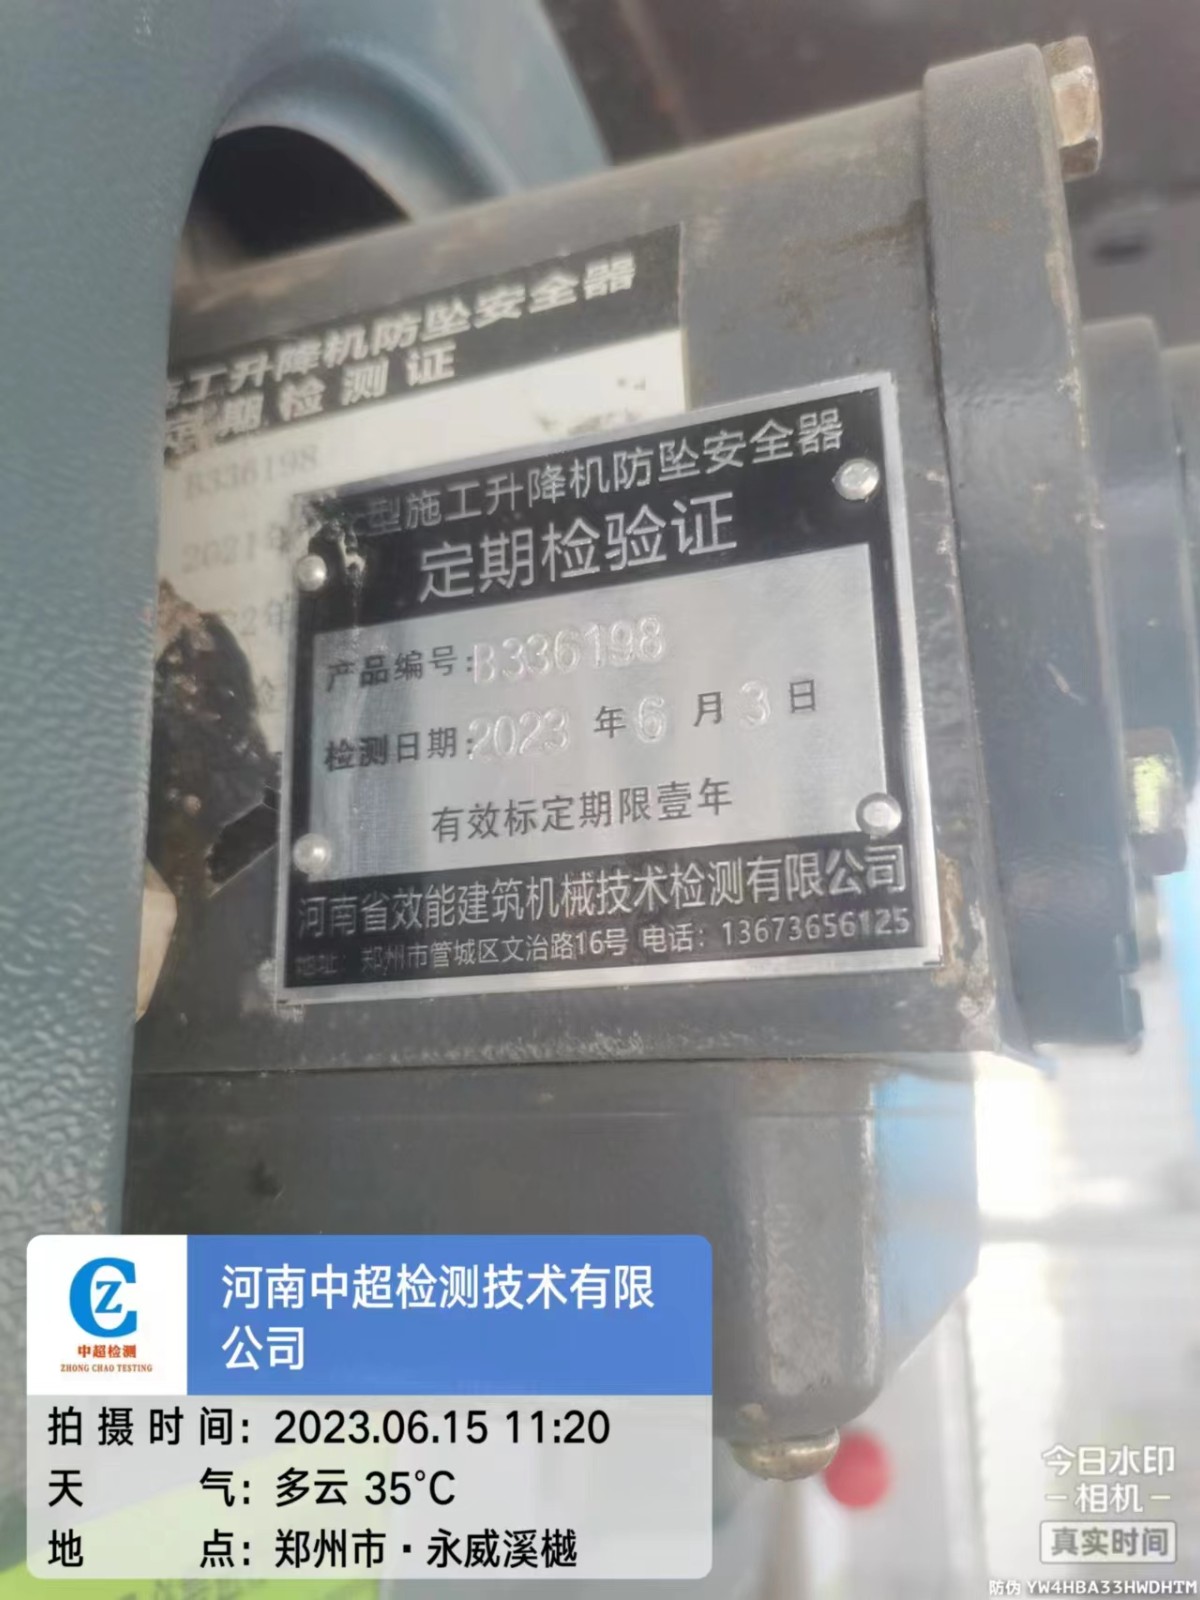 施工升降机防坠安全器
定期检测证
B336198
2021
2年
型施工升降机防坠安全器
定期检验证
产品编号:B336198
检测日期:2023 年 6 月 3 日
有效标定期限壹年
河南省效能建筑机械技术检测有限公司
地址: 郑州市管城区文治路16号 电话: 13673656125
CZ
中超检测
ZHONG CHAO TESTING
河南中超检测技术有限
公司
拍摄时间: 2023.06.15 11:20
天气: 多云 35°C
地点: 郑州市·永威溪樾
今日水印
相机
真实时间
防伪 YW4HBA33HWDHTM